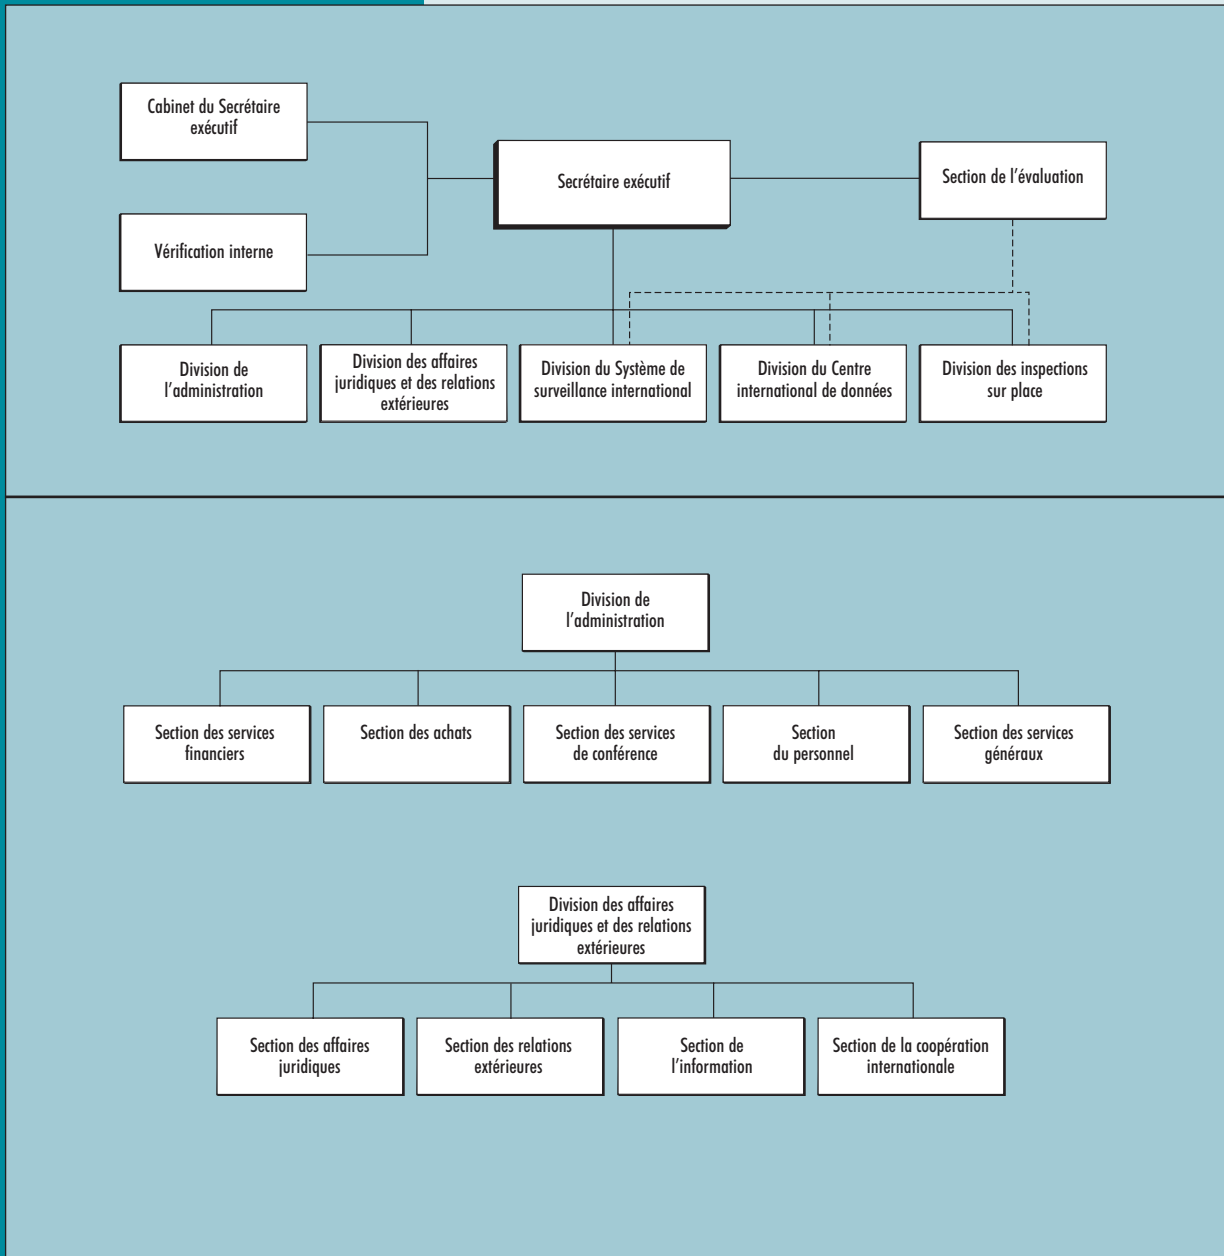 Cabinet du Secrétaire
exécutif
Secrétaire exécutif
Section de l'évaluation
Vérification interne
Division de
l'administration
Division des affaires
juridiques et des relations
extérieures
Division du Système de
surveillance international
Division du Centre
international de données
Division des inspections
sur place
Division de
l'administration
Section des services
financiers
Section des achats
Section des services
de conférence
Section
du personnel
Section des services
généraux
Division des affaires
juridiques et des relations
extérieures
Section des affaires
juridiques
Section des relations
extérieures
Section de
l'information
Section de la coopération
internationale